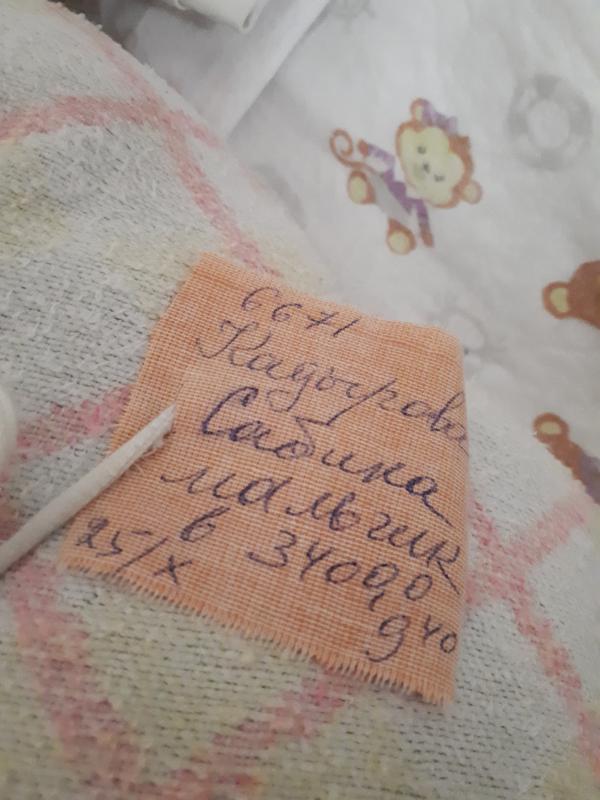 6671
Кадырова
Сабина
мальчик
в 3400,0
25/X 9⁴⁰